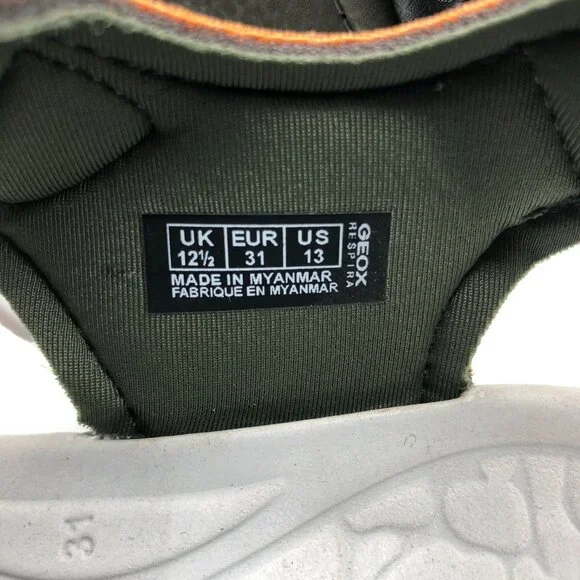 UK EUR US
12½ 31 13
MADE IN MYANMAR
FABRIQUE EN MYANMAR
GEOX
RESPIRA
31